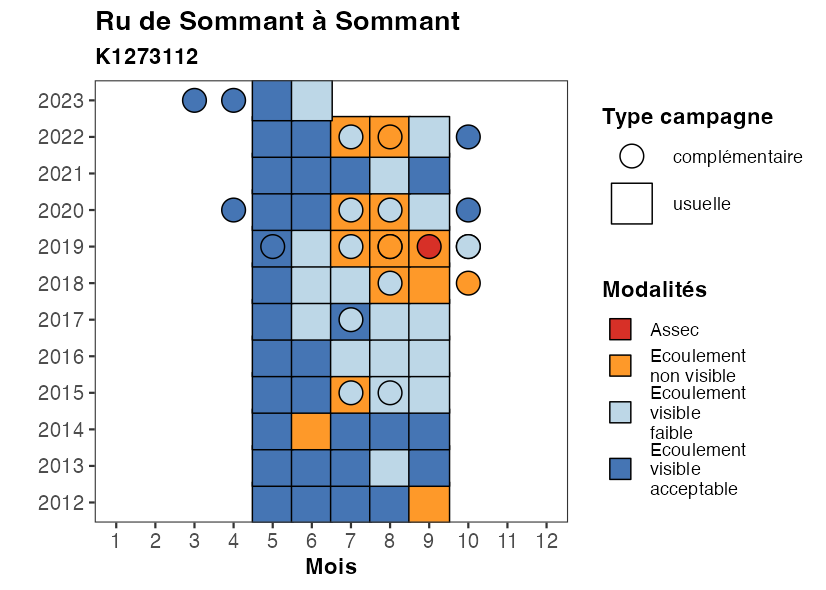 Ru de Sommant à Sommant
K1273112
2023
2022
2021
2020
2019
2018
2017
2016
2015
2014
2013
2012
1 2 3 4 5 6 7 8 9 10 11 12
Mois
Type campagne
complémentaire
usuelle
Modalités
Assec
Ecoulement
non visible
Ecoulement
visible
faible
Ecoulement
visible
acceptable